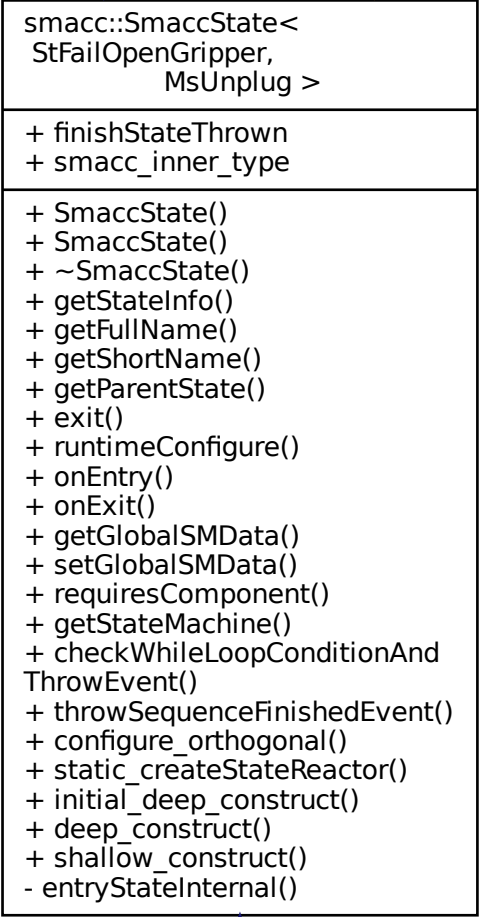 smacc::SmaccState<
StFailOpenGripper,
MsUnplug >
+ finishStateThrown
+ smacc_inner_type
+ SmaccState()
+ SmaccState()
+ ~SmaccState()
+ getStateInfo()
+ getFullName()
+ getShortName()
+ getParentState()
+ exit()
+ runtimeConfigure()
+ onEntry()
+ onExit()
+ getGlobalSMData()
+ setGlobalSMData()
+ requiresComponent()
+ getStateMachine()
+ checkWhileLoopConditionAnd
ThrowEvent()
+ throwSequenceFinishedEvent()
+ configure_orthogonal()
+ static_createStateReactor()
+ initial_deep_construct()
+ deep_construct()
+ shallow_construct()
- entryStateInternal()